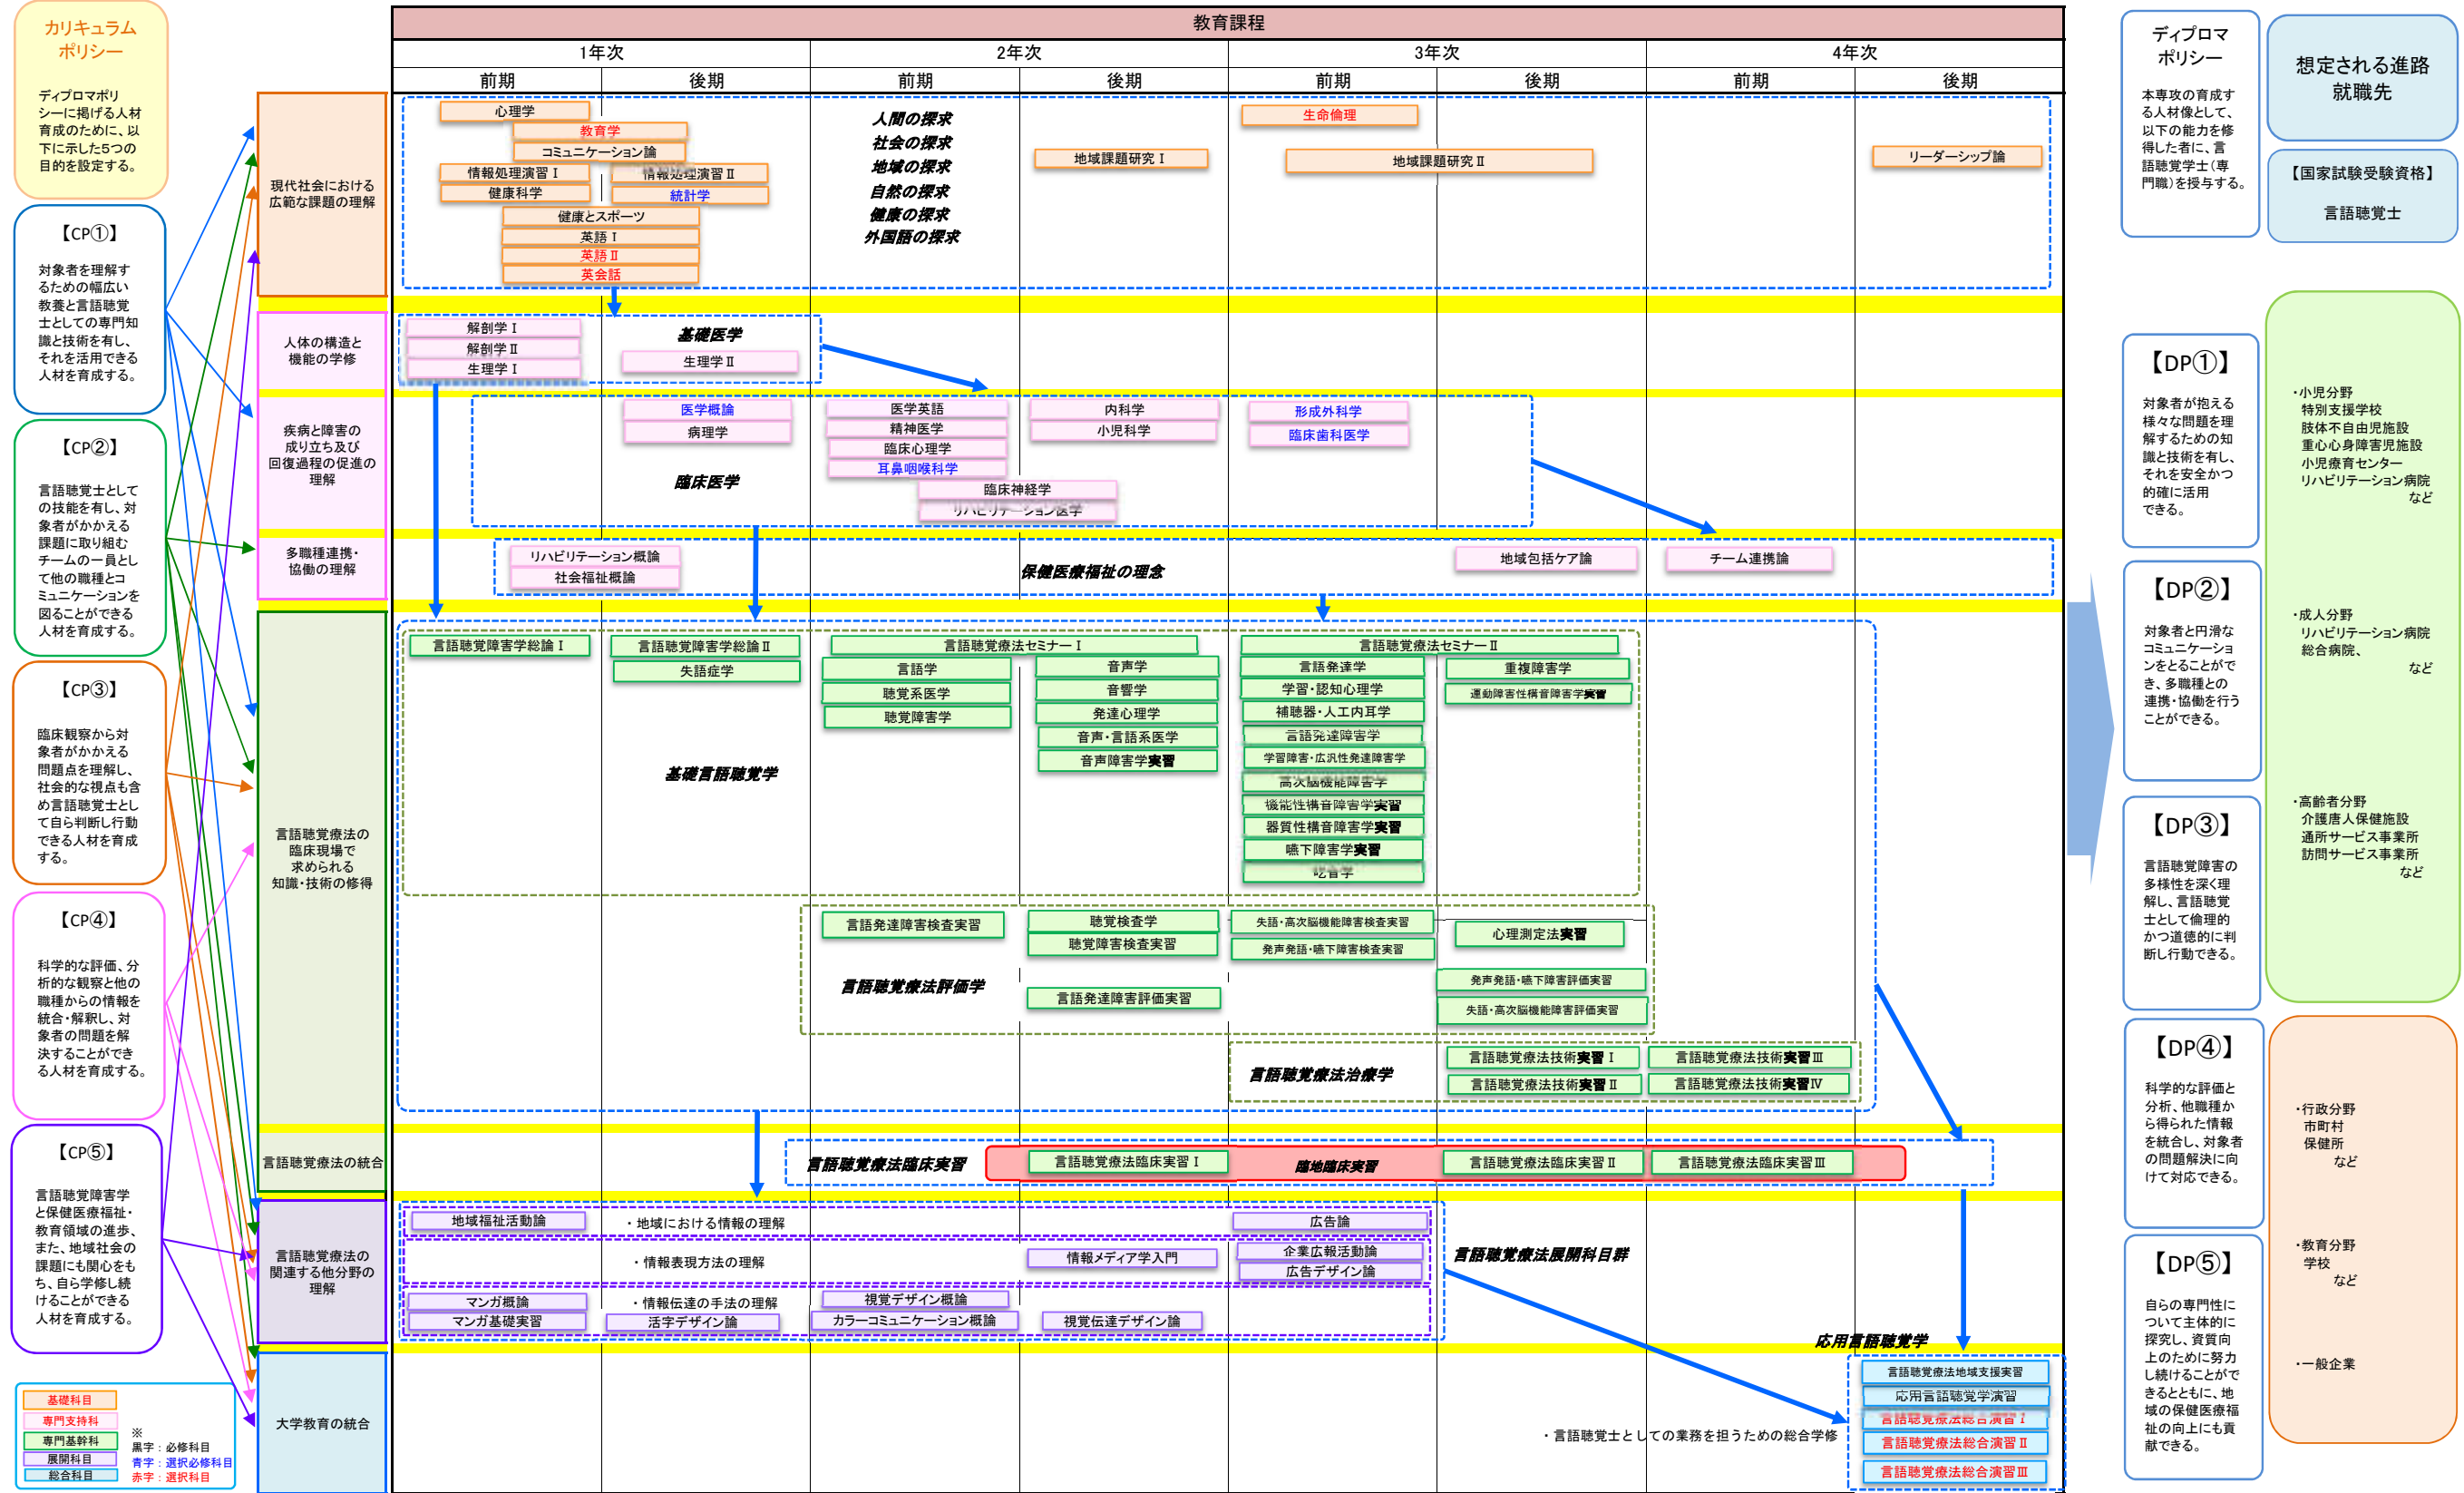 カリキュラム
ポリシー
ディプロマポリ
シーに掲げる人材
育成のために、以
下に示した5つの
目的を設定する。
【CP①】
対象者を理解す
るための幅広い
教養と言語聴覚
士としての専門知
識と技術を有し、
それを活用できる
人材を育成する。
【CP②】
言語聴覚士として
の技能を有し、対
象者がかかえる
課題に取り組む
チームの一員とし
て他の職種とコ
ミュニケーションを
図ることができる
人材を育成する。
【CP③】
臨床観察から対
象者がかかえる
問題点を理解し、
社会的な視点も含
め言語聴覚士とし
て自ら判断し行動
できる人材を育成
する。
【CP④】
科学的な評価、分
析的な観察と他の
職種からの情報を
統合・解釈し、対
象者の問題を解
決することができ
る人材を育成する。
【CP⑤】
言語聴覚障害学
と保健医療福祉・
教育領域の進歩、
また、地域社会の
課題にも関心をも
ち、自ら学修し続
けることができる
人材を育成する。
基礎科目
専門支持科
専門基幹科
展開科目
総合科目
※
黒字：必修科目
青字：選択必修科目
赤字：選択科目
教育課程
1年次
2年次
3年次
4年次
前期
後期
前期
後期
前期
後期
前期
後期
現代社会における
広範な課題の理解
心理学
教育学
コミュニケーション論
情報処理演習Ⅰ
情報処理演習Ⅱ
健康科学
統計学
健康とスポーツ
英語Ⅰ
英語Ⅱ
英会話
人間の探求
社会の探求
地域の探求
自然の探求
健康の探求
外国語の探求
地域課題研究Ⅰ
生命倫理
地域課題研究Ⅱ
リーダーシップ論
人体の構造と
機能の学修
解剖学Ⅰ
解剖学Ⅱ
生理学Ⅰ
基礎医学
生理学Ⅱ
疾病と障害の
成り立ち及び
回復過程の促進の
理解
医学概論
病理学
臨床医学
医学英語
精神医学
臨床心理学
耳鼻咽喉科学
内科学
小児科学
臨床神経学
リハビリテーション医学
形成外科学
臨床歯科医学
多職種連携・
協働の理解
リハビリテーション概論
社会福祉概論
保健医療福祉の理念
地域包括ケア論
チーム連携論
言語聴覚療法の
臨床現場で
求められる
知識・技術の修得
言語聴覚障害学総論Ⅰ
言語聴覚障害学総論Ⅱ
失語症学
基礎言語聴覚学
言語聴覚療法セミナーⅠ
言語学
聴覚系医学
聴覚障害学
音声学
音響学
発達心理学
音声・言語系医学
音声障害学実習
言語聴覚療法セミナーⅡ
言語発達学
学習・認知心理学
補聴器・人工内耳学
言語発達障害学
学習障害・広汎性発達障害学
高次脳機能障害学
機能性構音障害学実習
器質性構音障害学実習
嚥下障害学実習
吃音学
重複障害学
運動障害性構音障害学実習
言語発達障害検査実習
聴覚検査学
聴覚障害検査実習
失語・高次脳機能障害検査実習
発声発語・嚥下障害検査実習
心理測定法実習
言語聴覚療法評価学
言語発達障害評価実習
発声発語・嚥下障害評価実習
失語・高次脳機能障害評価実習
言語聴覚療法治療学
言語聴覚療法技術実習Ⅰ
言語聴覚療法技術実習Ⅱ
言語聴覚療法技術実習Ⅲ
言語聴覚療法技術実習Ⅳ
言語聴覚療法の統合
言語聴覚療法臨床実習
言語聴覚療法臨床実習Ⅰ
臨地臨床実習
言語聴覚療法臨床実習Ⅱ
言語聴覚療法臨床実習Ⅲ
言語聴覚療法の
関連する他分野の
理解
地域福祉活動論
・地域における情報の理解
広告論
・情報表現方法の理解
情報メディア学入門
企業広報活動論
広告デザイン論
言語聴覚療法展開科目群
マンガ概論
マンガ基礎実習
・情報伝達の手法の理解
活字デザイン論
視覚デザイン概論
カラーコミュニケーション概論
視覚伝達デザイン論
大学教育の統合
応用言語聴覚学
・言語聴覚士としての業務を担うための総合学修
言語聴覚療法地域支援実習
応用言語聴覚学演習
言語聴覚療法総合演習Ⅰ
言語聴覚療法総合演習Ⅱ
言語聴覚療法総合演習Ⅲ
ディプロマ
ポリシー
本専攻の育成す
る人材像として、
以下の能力を修
得した者に、言
語聴覚学士（専
門職）を授与する。
【DP①】
対象者が抱える
様々な問題を理
解するための知
識と技術を有し、
それを安全かつ
的確に活用
できる。
【DP②】
対象者と円滑な
コミュニケーショ
ンをとることがで
き、多職種との
連携・協働を行う
ことができる。
【DP③】
言語聴覚障害の
多様性を深く理
解し、言語聴覚
士として倫理的
かつ道徳的に判
断し行動できる。
【DP④】
科学的な評価と
分析、他職種か
ら得られた情報
を統合し、対象者
の問題解決に向
けて対応できる。
【DP⑤】
自らの専門性に
ついて主体的に
探究し、資質向
上のために努力
し続けることがで
きるとともに、地
域の保健医療福
祉の向上にも貢
献できる。
想定される進路
就職先
【国家試験受験資格】
言語聴覚士
・小児分野
特別支援学校
肢体不自由児施設
重心心身障害児施設
小児療育センター
リハビリテーション病院
など
・成人分野
リハビリテーション病院
総合病院、
など
・高齢者分野
介護唐人保健施設
通所サービス事業所
訪問サービス事業所
など
・行政分野
市町村
保健所
など
・教育分野
学校
など
・一般企業